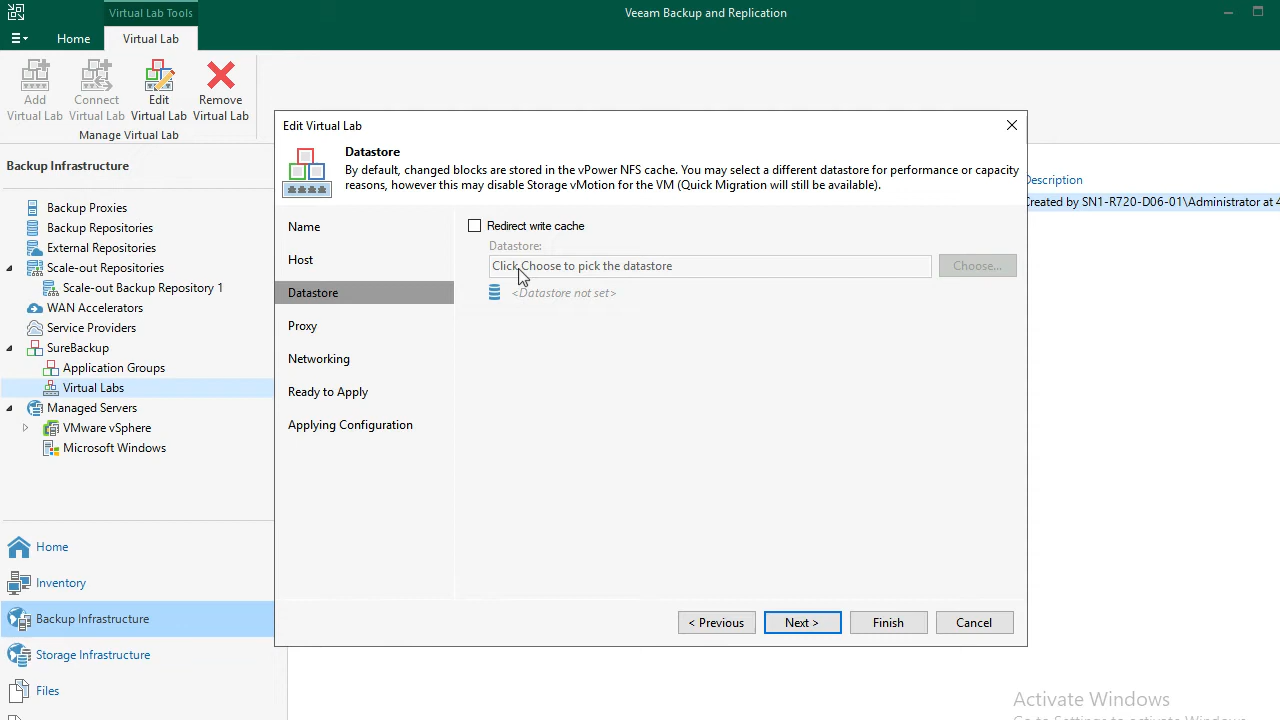 Virtual Lab Tools
Veeam Backup and Replication
Home
Virtual Lab
Add
Virtual Lab
Connect
Virtual Lab
Edit
Virtual Lab
Remove
Virtual Lab
Manage Virtual Lab
Backup Infrastructure
Backup Proxies
Backup Repositories
External Repositories
Scale-out Repositories
Scale-out Backup Repository 1
WAN Accelerators
Service Providers
SureBackup
Application Groups
Virtual Labs
Managed Servers
VMware vSphere
Microsoft Windows
Home
Inventory
Backup Infrastructure
Storage Infrastructure
Files
Edit Virtual Lab
Datastore
By default, changed blocks are stored in the vPower NFS cache. You may select a different datastore for performance or capacity
reasons, however this may disable Storage vMotion for the VM (Quick Migration will still be available).
Name
Host
Datastore
Proxy
Networking
Ready to Apply
Applying Configuration
Redirect write cache
Datastore:
Click Choose to pick the datastore
Choose...
<Datastore not set>
< Previous
Next >
Finish
Cancel
Description
Created by SN1-R720-D06-01\Administrator at 4
Activate Windows
Go to Settings to activate Windows.